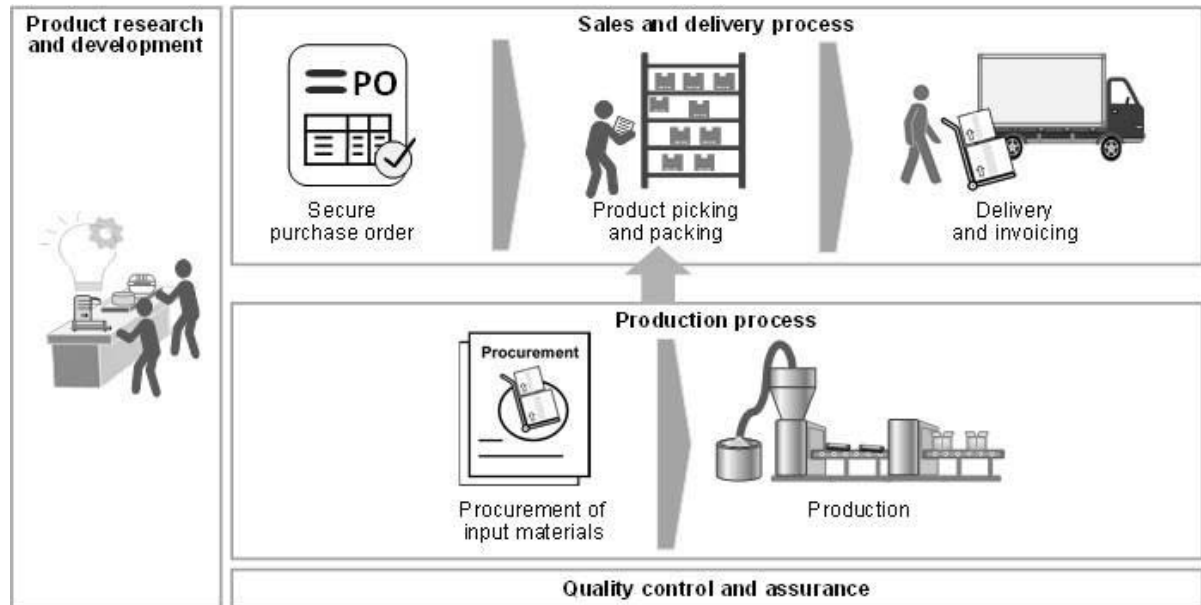 Product research
and development
Sales and delivery process
PO
Secure
purchase order
Product picking
and packing
Delivery
and invoicing
Production process
Procurement
Procurement of
input materials
Production
Quality control and assurance